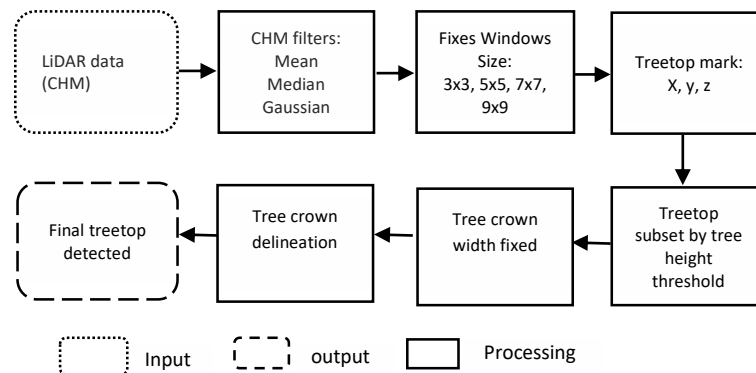 LiDAR data
(CHM)
CHM filters:
Mean
Median
Gaussian
Fixes Windows
Size:
3x3, 5x5, 7x7,
9x9
Treetop mark:
X, y, z
Treetop
subset by tree
height
threshold
Tree crown
width fixed
Tree crown
delineation
Final treetop
detected
Input
output
Processing